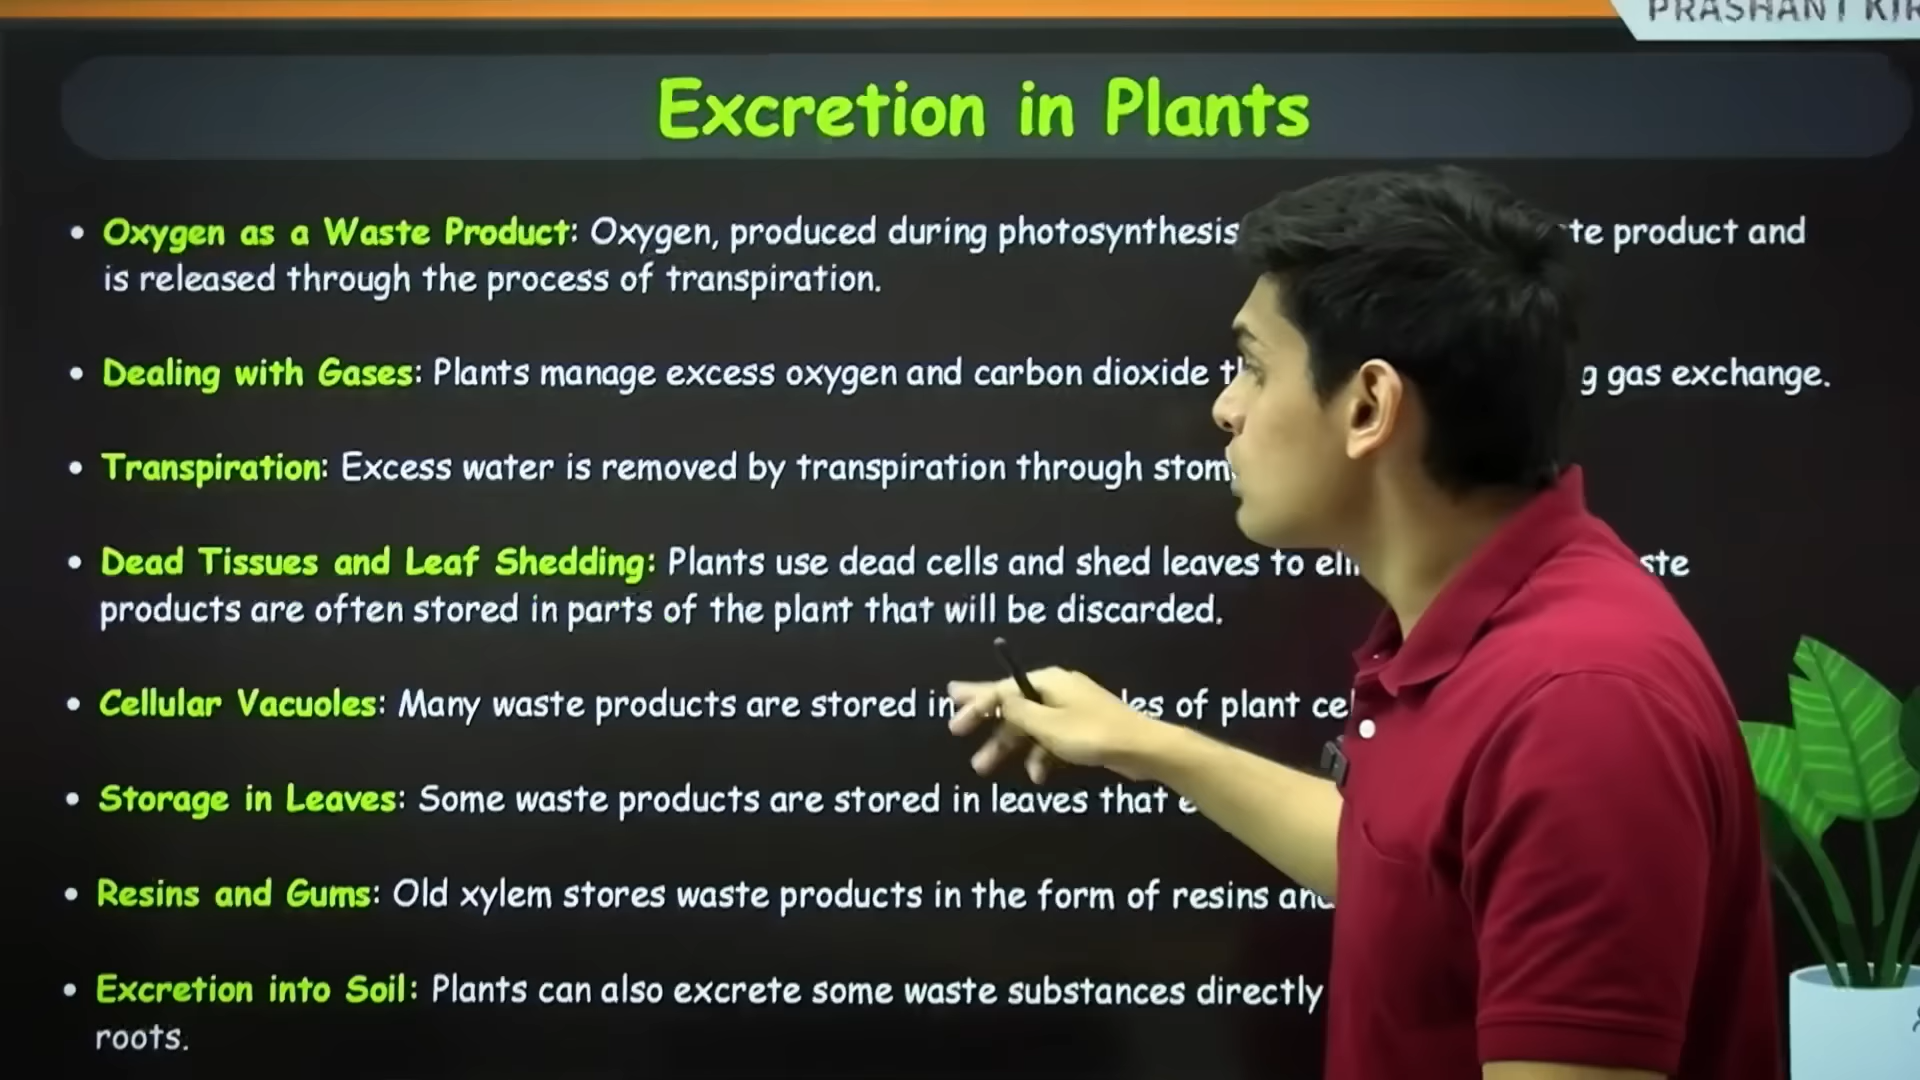 PRASHANT KIR
Excretion in Plants
• Oxygen as a Waste Product: Oxygen, produced during photosynthesis product and
is released through the process of transpiration.
• Dealing with Gases: Plants manage excess oxygen and carbon dioxide gas exchange.
• Transpiration: Excess water is removed by transpiration through
• Dead Tissues and Leaf Shedding: Plants use dead cells and shed leaves to
products are often stored in parts of the plant that will be discarded.
• Cellular Vacuoles: Many waste products are stored in of plant
• Storage in Leaves: Some waste products are stored in leaves that
• Resins and Gums: Old xylem stores waste products in the form of resins
• Excretion into Soil: Plants can also excrete some waste substances directly
roots.